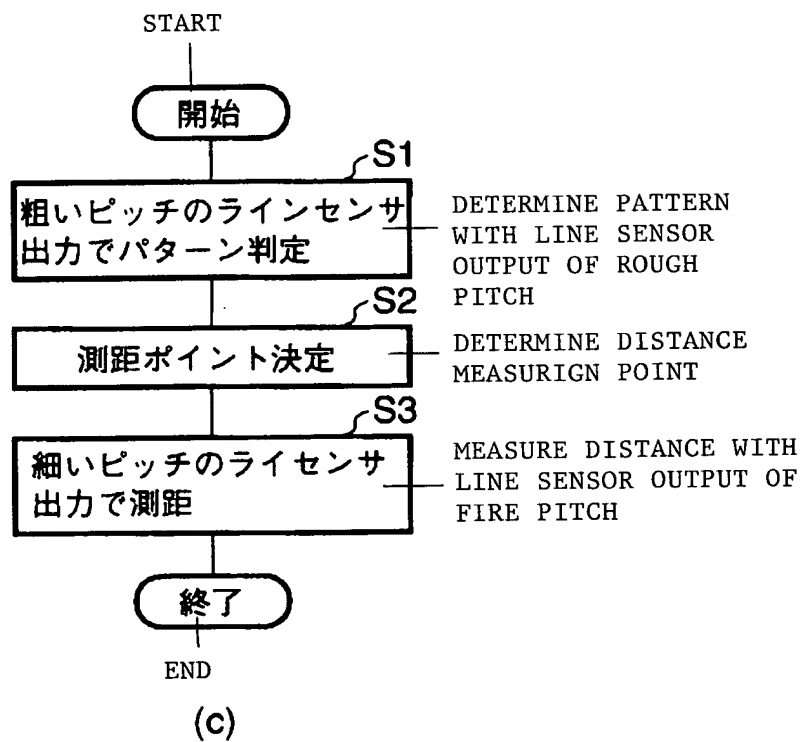 START
開始
S1
粗いピッチのラインセンサ
出力でパターン判定
DETERMINE PATTERN
WITH LINE SENSOR
OUTPUT OF ROUGH
PITCH
S2
測距ポイント決定
DETERMINE DISTANCE
MEASURIGN POINT
S3
細いピッチのライセンサ
出力で測距
MEASURE DISTANCE WITH
LINE SENSOR OUTPUT OF
FIRE PITCH
終了
END
(c)